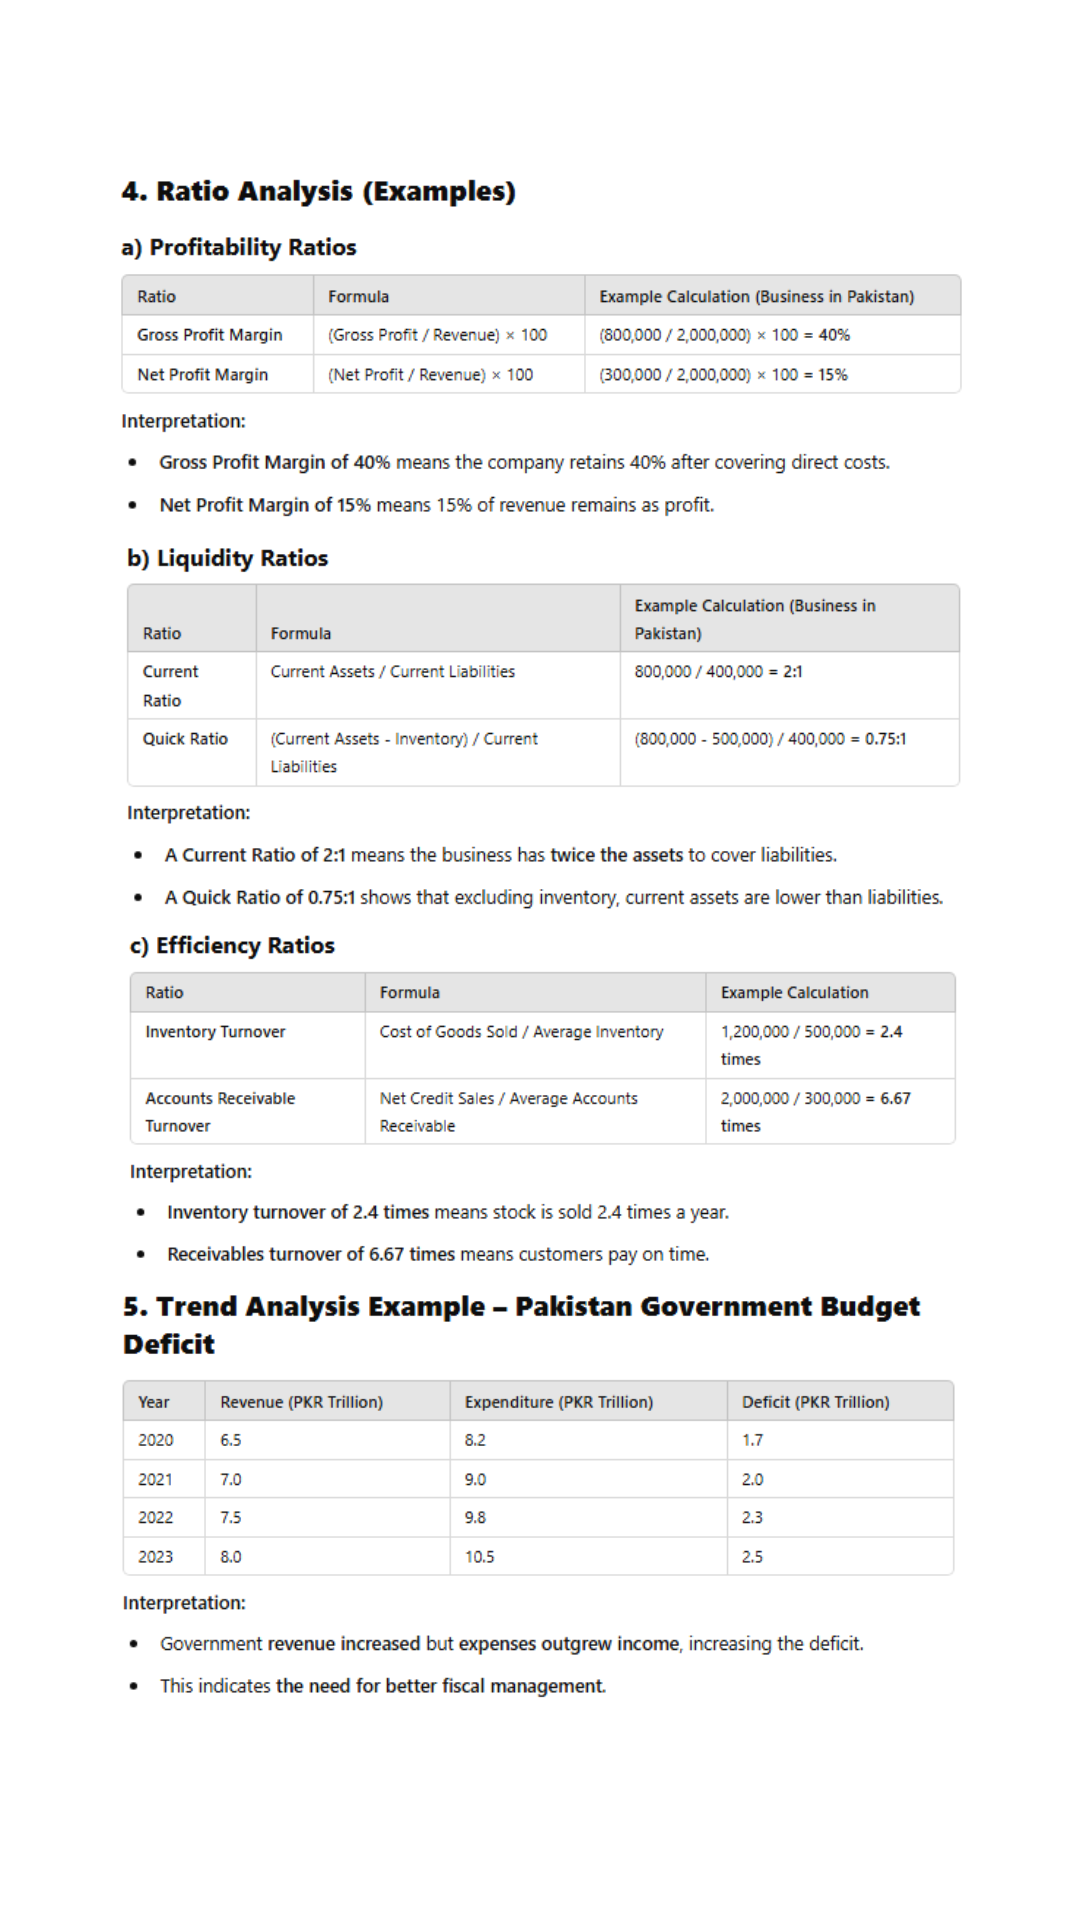 4. Ratio Analysis (Examples)
a) Profitability Ratios
Ratio Formula Example Calculation (Business in Pakistan)
Gross Profit Margin (Gross Profit / Revenue) × 100 (800,000 / 2,000,000) × 100 = 40%
Net Profit Margin (Net Profit / Revenue) × 100 (300,000 / 2,000,000) × 100 = 15%
Interpretation:
• Gross Profit Margin of 40% means the company retains 40% after covering direct costs.
• Net Profit Margin of 15% means 15% of revenue remains as profit.
b) Liquidity Ratios
Example Calculation (Business in
Ratio Formula Pakistan)
Current Current Assets / Current Liabilities 800,000 / 400,000 = 2:1
Ratio
Quick Ratio (Current Assets - Inventory) / Current (800,000 - 500,000) / 400,000 = 0.75:1
Liabilities
Interpretation:
• A Current Ratio of 2:1 means the business has twice the assets to cover liabilities.
• A Quick Ratio of 0.75:1 shows that excluding inventory, current assets are lower than liabilities.
c) Efficiency Ratios
Ratio Formula Example Calculation
Inventory Turnover Cost of Goods Sold / Average Inventory 1,200,000 / 500,000 = 2.4
times
Accounts Receivable Net Credit Sales / Average Accounts 2,000,000 / 300,000 = 6.67
Turnover Receivable times
Interpretation:
• Inventory turnover of 2.4 times means stock is sold 2.4 times a year.
• Receivables turnover of 6.67 times means customers pay on time.
5. Trend Analysis Example – Pakistan Government Budget
Deficit
Year Revenue (PKR Trillion) Expenditure (PKR Trillion) Deficit (PKR Trillion)
2020 6.5 8.2 1.7
2021 7.0 9.0 2.0
2022 7.5 9.8 2.3
2023 8.0 10.5 2.5
Interpretation:
• Government revenue increased but expenses outgrew income, increasing the deficit.
• This indicates the need for better fiscal management.